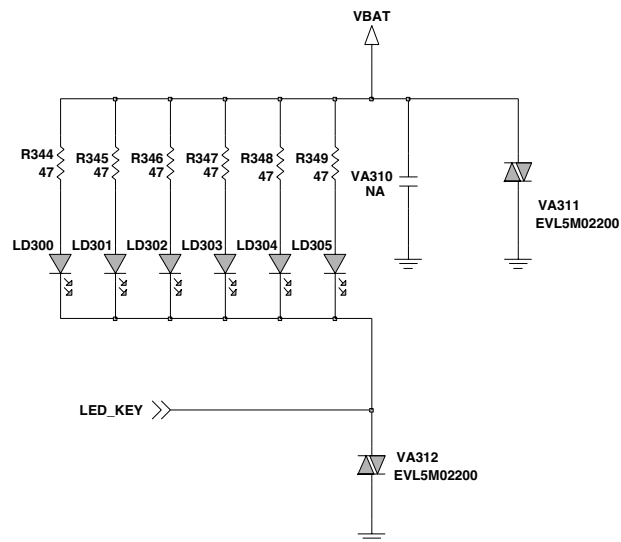 VBAT
R344
47
R345
47
R346
47
R347
47
R348
47
R349
47
VA310
NA
VA311
EVL5M02200
LD300
LD301
LD302
LD303
LD304
LD305
LED_KEY
VA312
EVL5M02200